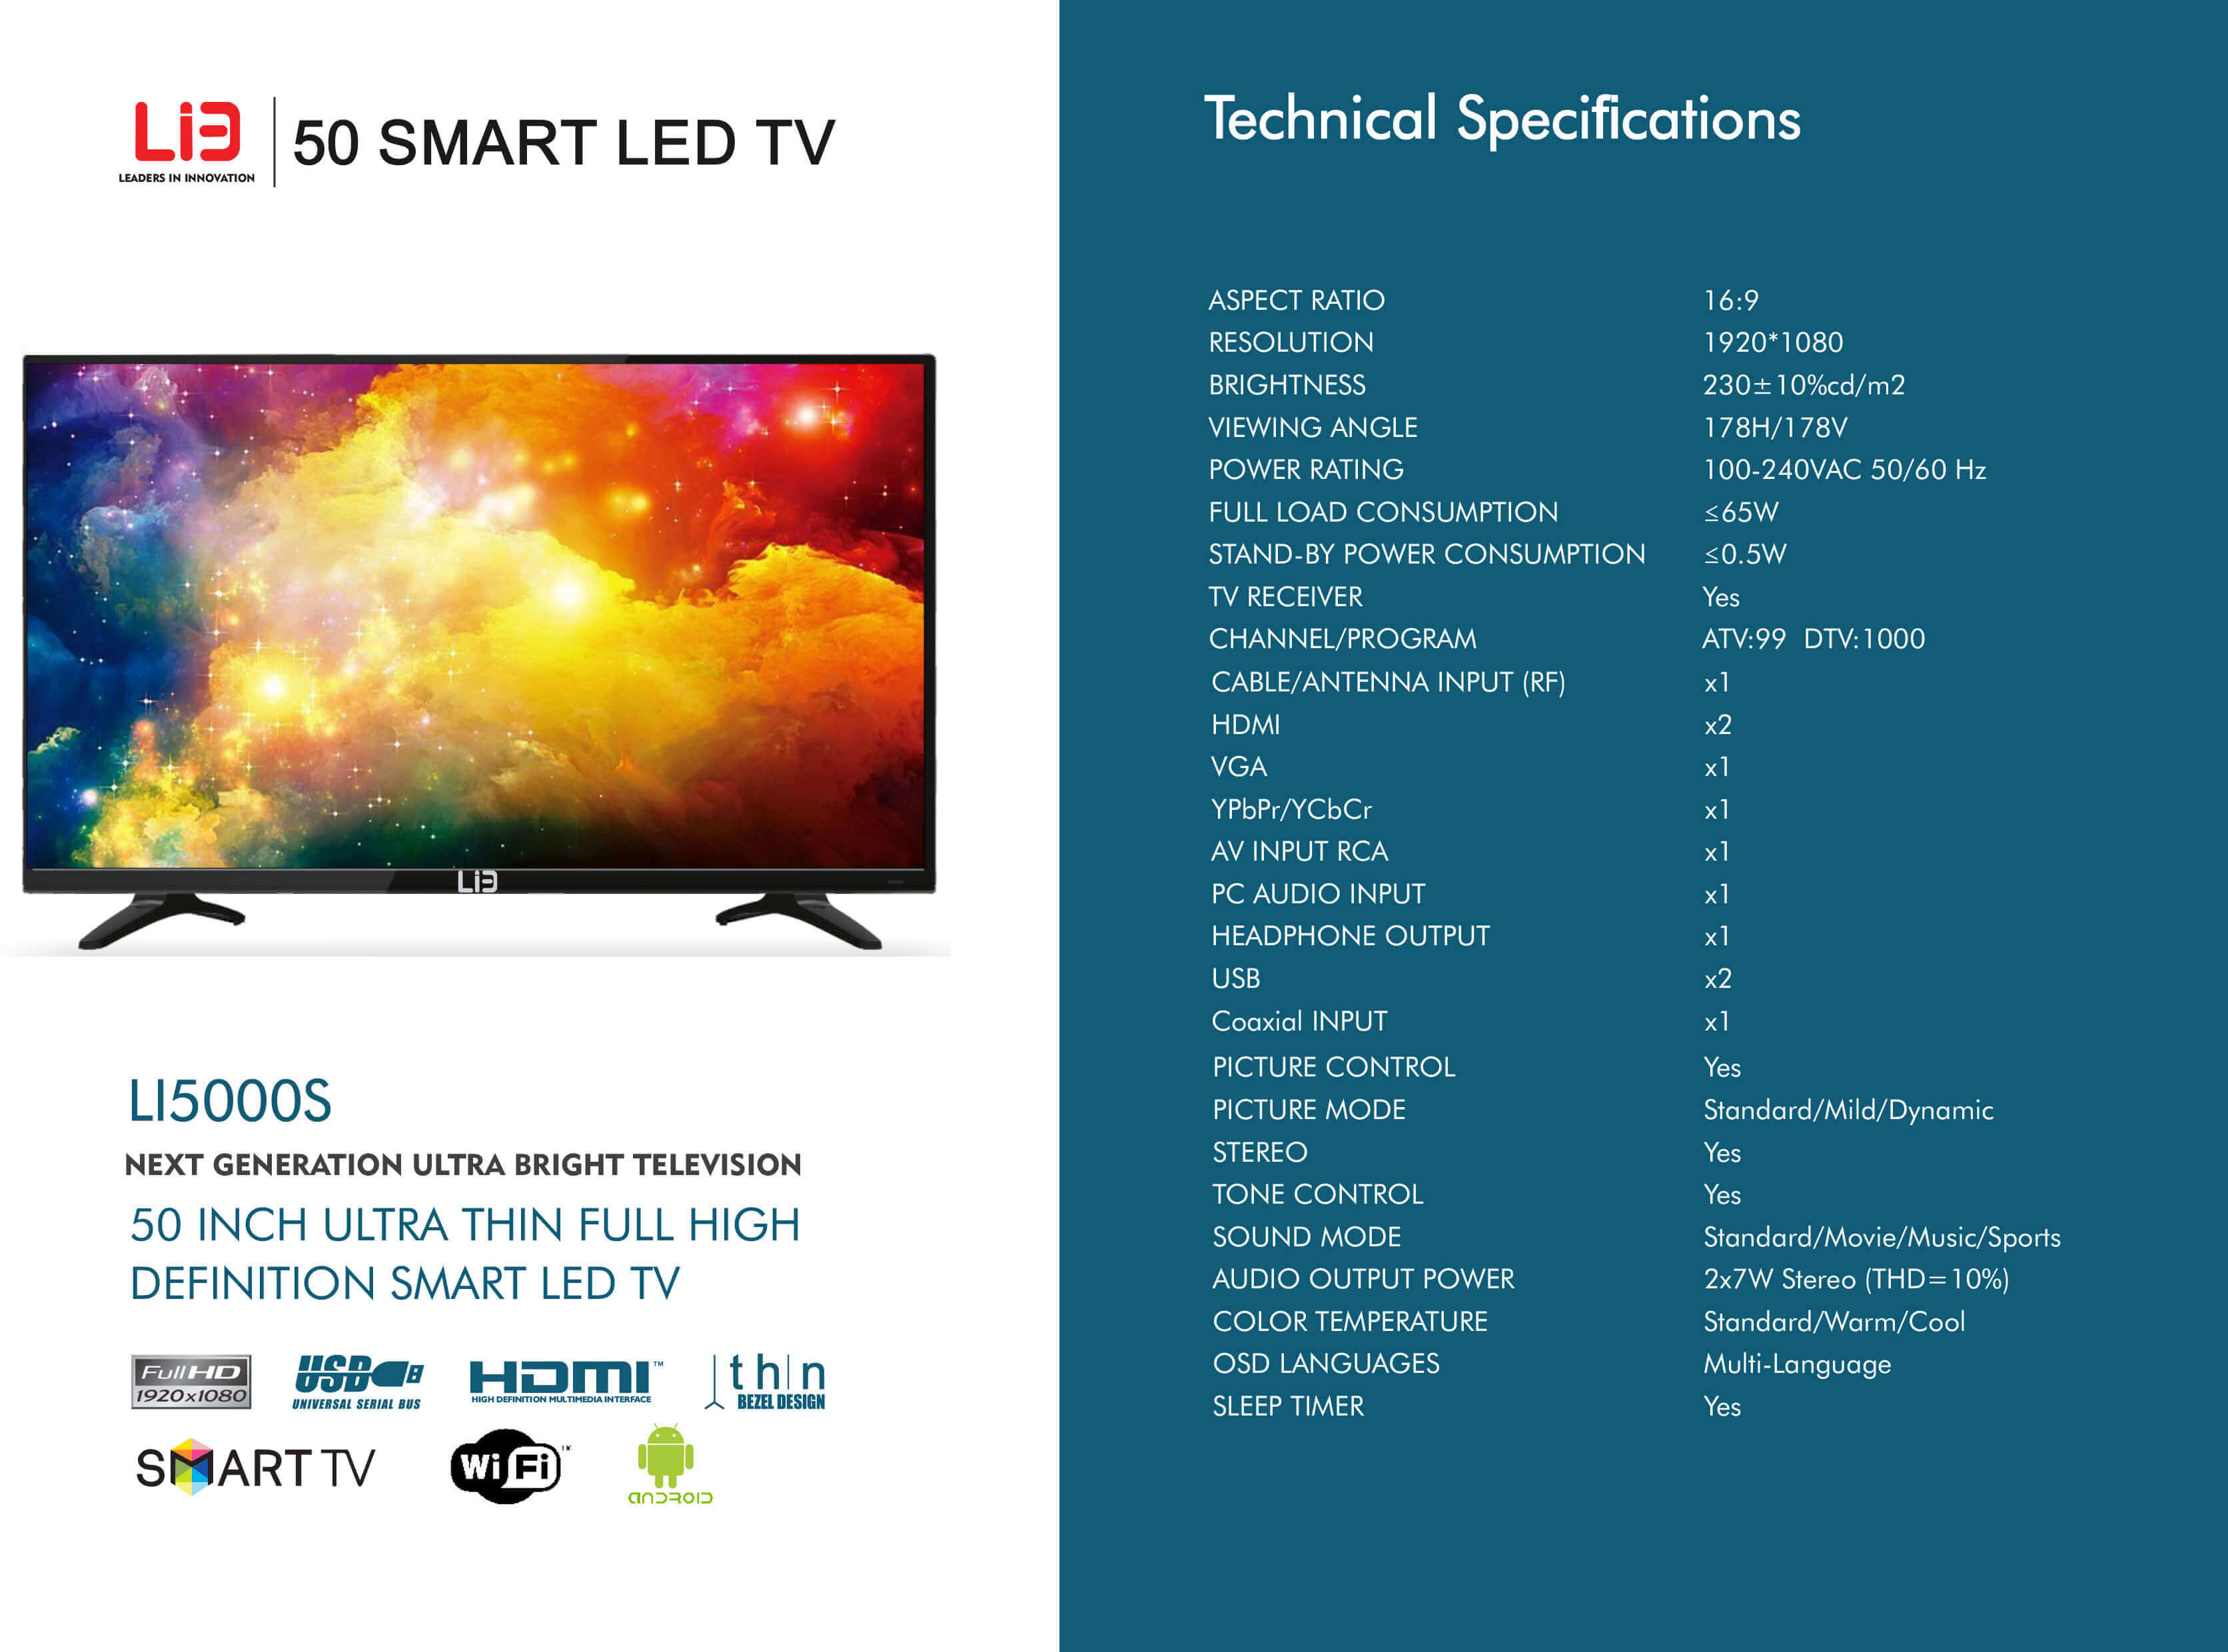 Li3
LEADERS IN INNOVATION
50 SMART LED TV
Li3
LI5000S
NEXT GENERATION ULTRA BRIGHT TELEVISION
50 INCH ULTRA THIN FULL HIGH
DEFINITION SMART LED TV
Full HD
1920x1080
USB
UNIVERSAL SERIAL BUS
HDMI™
HIGH DEFINITION MULTIMEDIA INTERFACE
thin
BEZEL DESIGN
SMART TV
Wi Fi
ANDROID
Technical Specifications
ASPECT RATIO 16:9
RESOLUTION 1920*1080
BRIGHTNESS 230±10%cd/m2
VIEWING ANGLE 178H/178V
POWER RATING 100-240VAC 50/60 Hz
FULL LOAD CONSUMPTION ≤65W
STAND-BY POWER CONSUMPTION ≤0.5W
TV RECEIVER Yes
CHANNEL/PROGRAM ATV:99 DTV:1000
CABLE/ANTENNA INPUT (RF) x1
HDMI x2
VGA x1
YPbPr/YCbCr x1
AV INPUT RCA x1
PC AUDIO INPUT x1
HEADPHONE OUTPUT x1
USB x2
Coaxial INPUT x1
PICTURE CONTROL Yes
PICTURE MODE Standard/Mild/Dynamic
STEREO Yes
TONE CONTROL Yes
SOUND MODE Standard/Movie/Music/Sports
AUDIO OUTPUT POWER 2x7W Stereo (THD=10%)
COLOR TEMPERATURE Standard/Warm/Cool
OSD LANGUAGES Multi-Language
SLEEP TIMER Yes